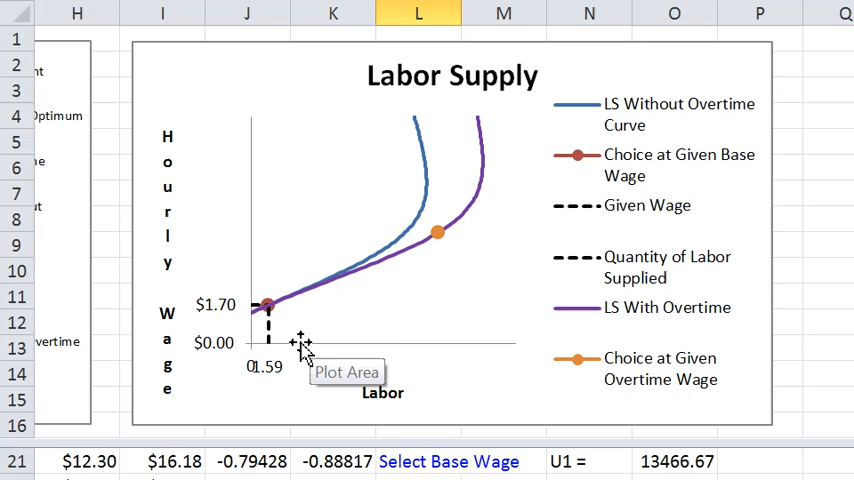 H I J K L M N O P Q
1
2
3
4
5
6
7
8
9
10
11
12
13
14
15
16
21
nt
Optimum
ne
ut
vertime
Labor Supply
Hourly Wage
$1.70
$0.00
0
1.59
Plot Area
Labor
LS Without Overtime
Curve
Choice at Given Base
Wage
Given Wage
Quantity of Labor
Supplied
LS With Overtime
Choice at Given
Overtime Wage
$12.30 $16.18 -0.79428 -0.88817 Select Base Wage U1 = 13466.67